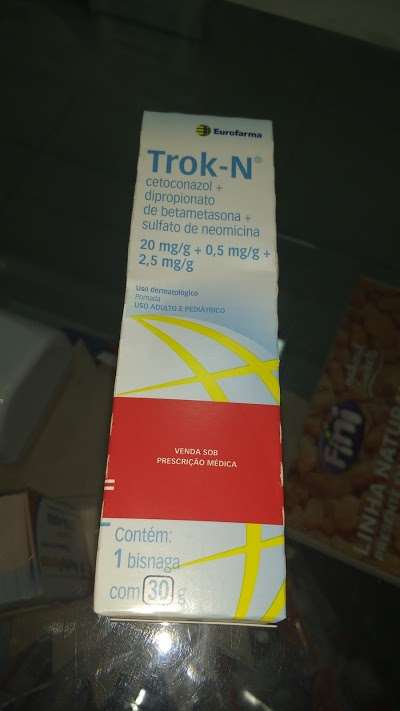 Eurofarma
Trok-N®
cetoconazol +
dipropionato
de betametasona +
sulfato de neomicina
20 mg/g + 0,5 mg/g +
2,5 mg/g
Uso dermatológico
Pomada
USO ADULTO E PEDIÁTRICO
VENDA SOB
PRESCRIÇÃO MÉDICA
Contém:
1 bisnaga
com 30 g
Fini
LINHA NATURA